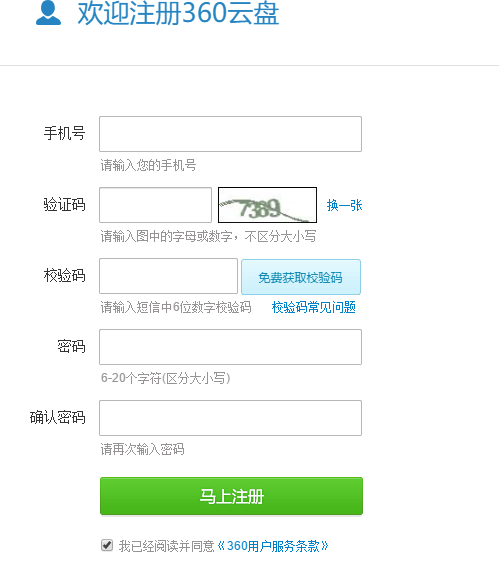 欢迎注册360云盘
手机号
请输入您的手机号
验证码 7389 换一张
请输入图中的字母或数字，不区分大小写
校验码 免费获取校验码
请输入短信中6位数字校验码 校验码常见问题
密码
6-20个字符(区分大小写)
确认密码
请再次输入密码
马上注册
我已经阅读并同意《360用户服务条款》